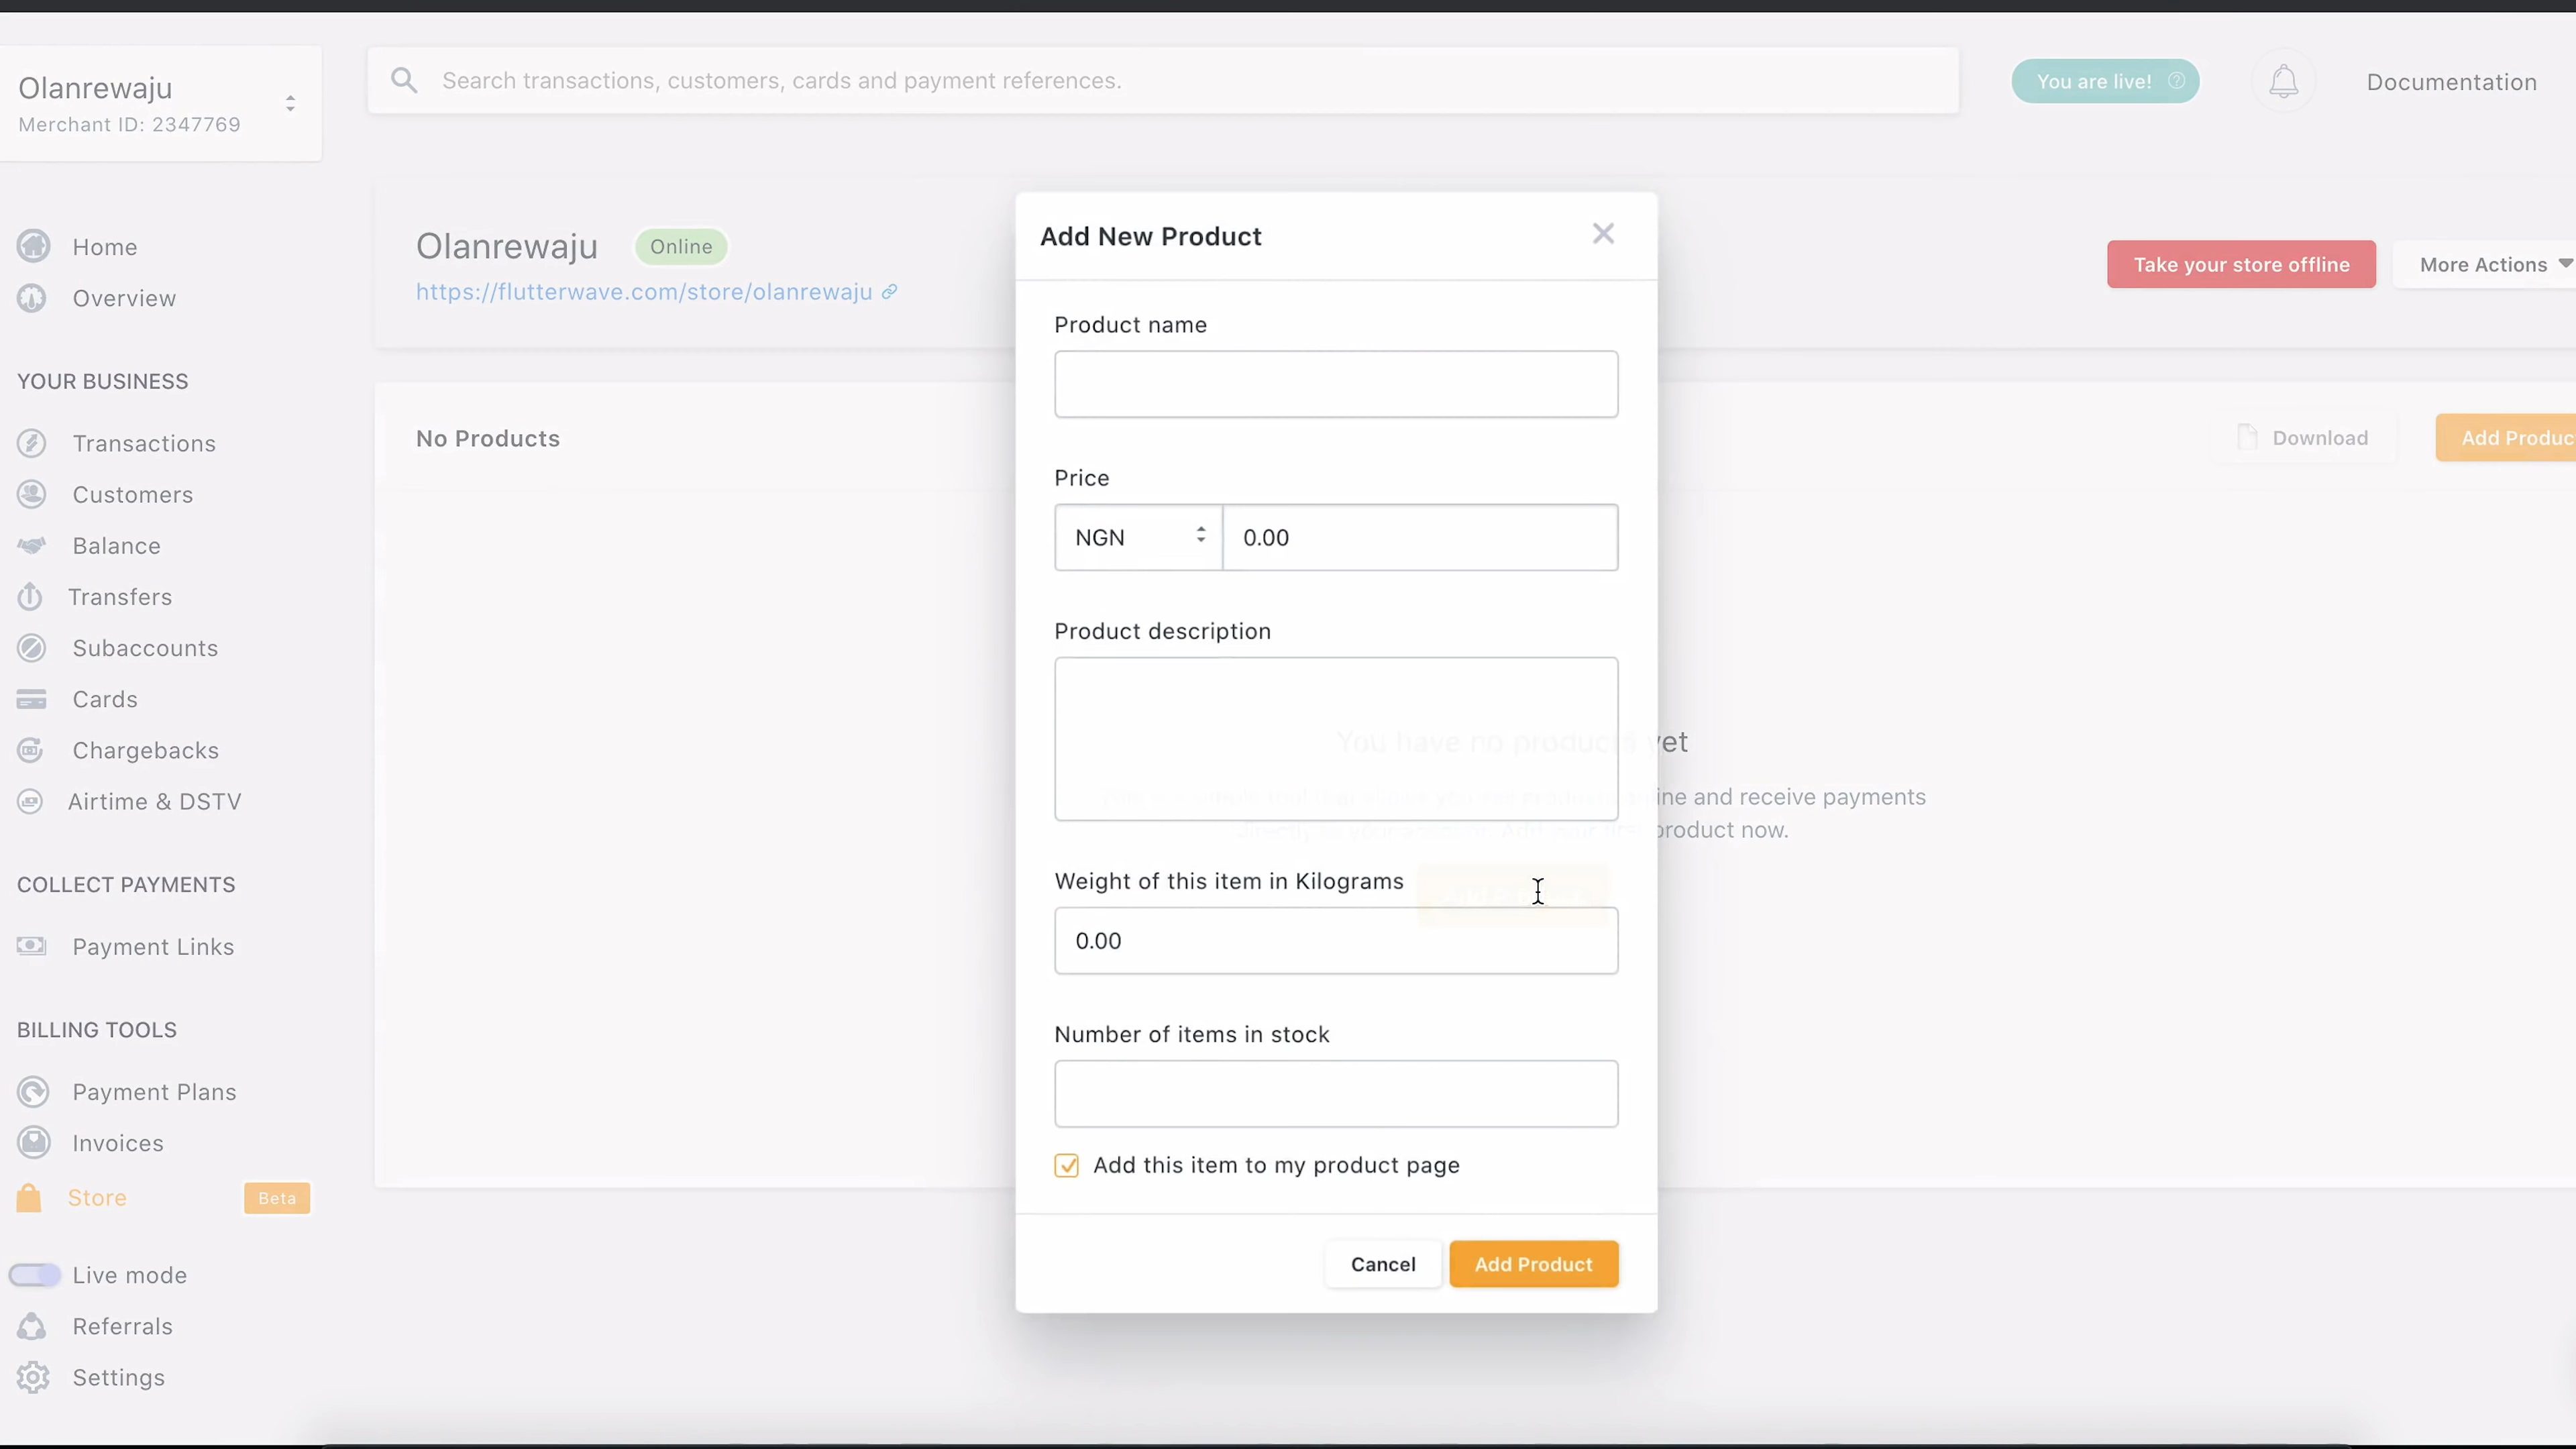 Olanrewaju
Merchant ID: 2347769
Search transactions, customers, cards and payment references.
You are live!
Documentation
Home
Overview
YOUR BUSINESS
Transactions
Customers
Balance
Transfers
Subaccounts
Cards
Chargebacks
Airtime & DSTV
COLLECT PAYMENTS
Payment Links
BILLING TOOLS
Payment Plans
Invoices
Store
Beta
Live mode
Referrals
Settings
Olanrewaju
Online
https://flutterwave.com/store/olanrewaju
Take your store offline
More Actions
No Products
Download
Add Produc
You have no products yet
and receive payments
product now.
Add New Product
Product name
Price
NGN
0.00
Product description
Weight of this item in Kilograms
0.00
Number of items in stock
Add this item to my product page
Cancel
Add Product